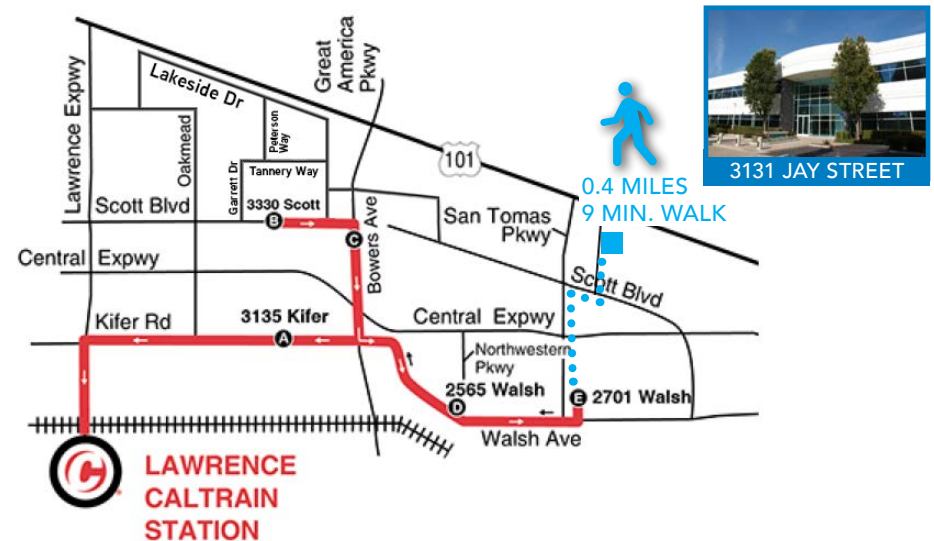 Great
America
Pkwy
Lakeside Dr
Lawrence Expwy
Oakmead
Peterson
Way
101
3131 JAY STREET
Garrett Dr
Tannery Way
0.4 MILES
9 MIN. WALK
Scott Blvd
3330 Scott
B
C
San Tomas
Pkwy
Bowers Ave
Central Expwy
Scott Blvd
Kifer Rd
3135 Kifer
A
Central Expwy
Northwestern
Pkwy
2565 Walsh
D
E
2701 Walsh
Walsh Ave
C
LAWRENCE
CALTRAIN
STATION